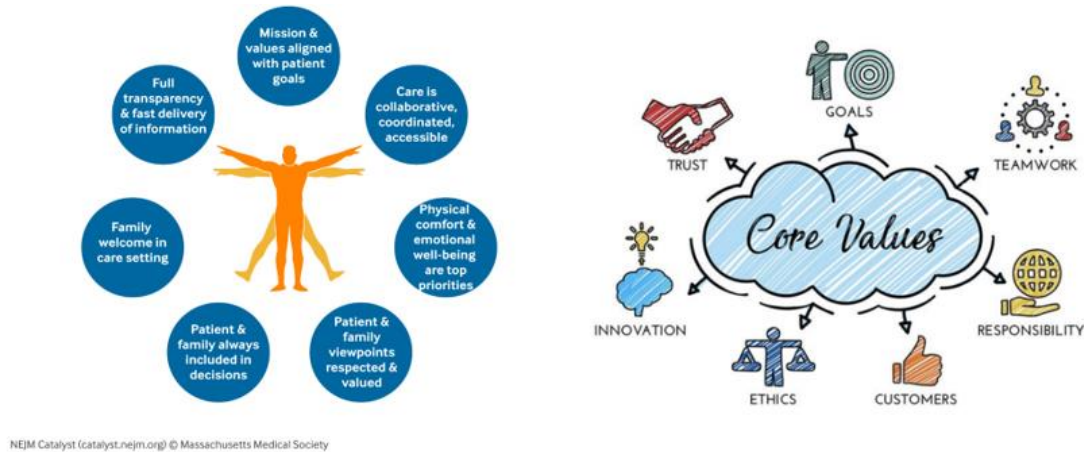 Mission &
values aligned
with patient
goals
Care is
collaborative,
coordinated,
accessible
Physical
comfort &
emotional
well-being
are top
priorities
Patient &
family
viewpoints
respected &
valued
Patient &
family always
included in
decisions
Family
welcome in
care setting
Full
transparency
& fast delivery
of information
NEJM Catalyst (catalyst.nejm.org) © Massachusetts Medical Society
Core Values
GOALS
TEAMWORK
RESPONSIBILITY
CUSTOMERS
ETHICS
INNOVATION
TRUST